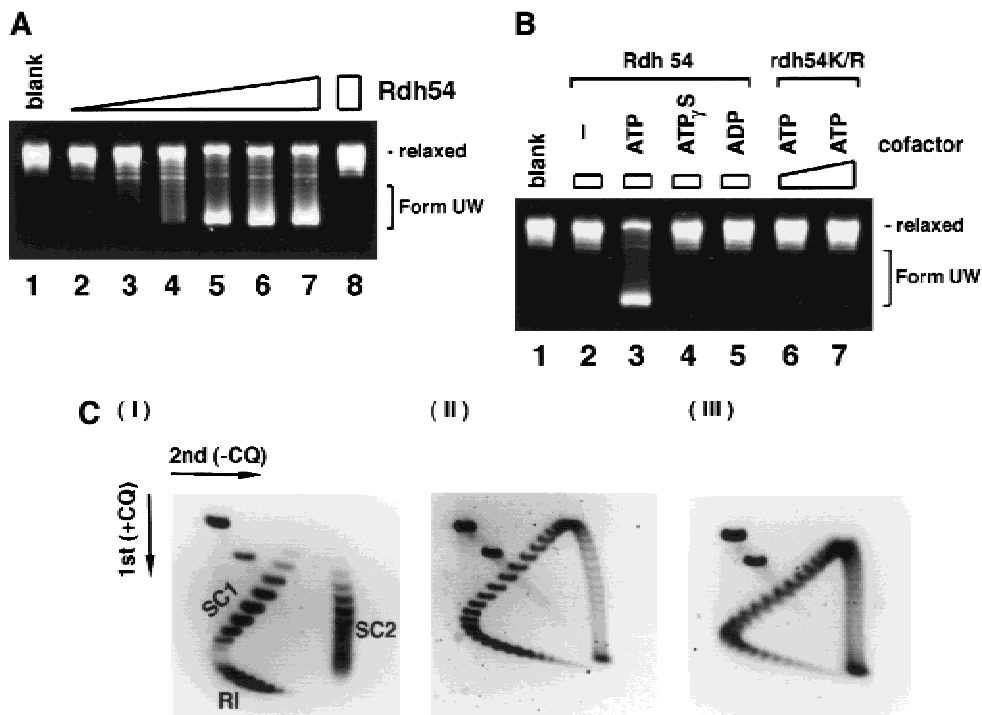 A
blank
Rdh54
- relaxed
Form UW
1 2 3 4 5 6 7 8
B
Rdh 54 rdh54K/R
blank – ATP ATPγS ADP ATP ATP cofactor
- relaxed
Form UW
1 2 3 4 5 6 7
C ( I ) ( II ) ( III )
2nd (-CQ)
1st (+CQ)
SC1
SC2
RI